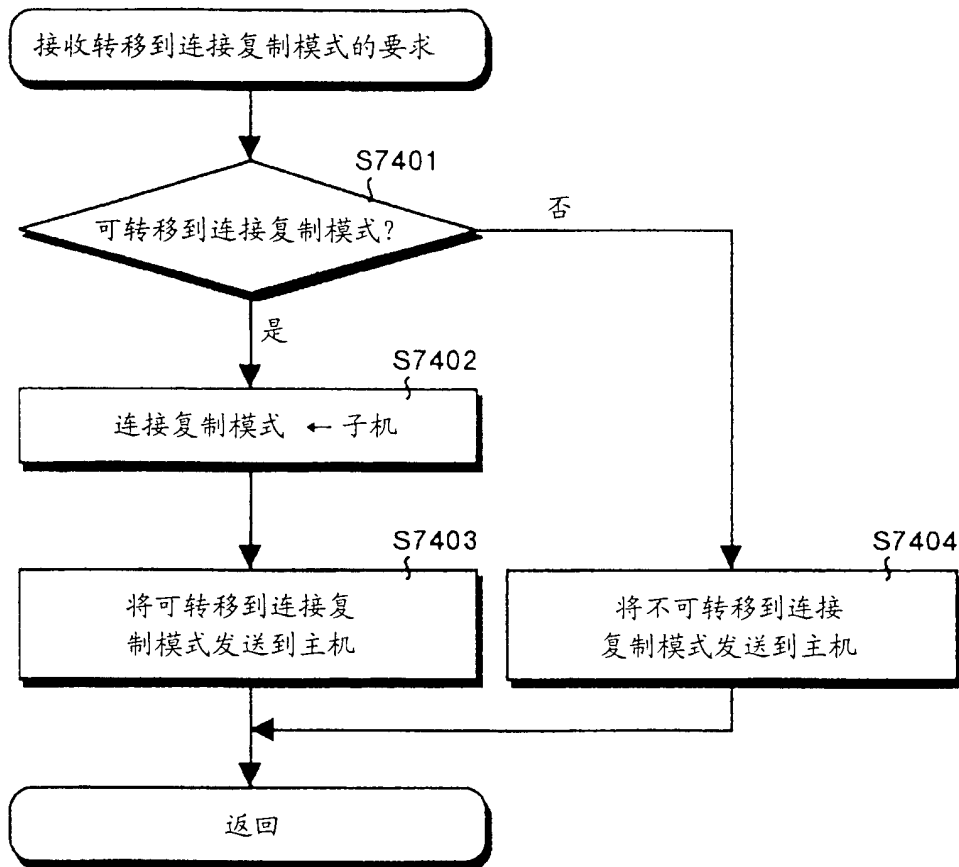 接收转移到连接复制模式的要求
S7401
可转移到连接复制模式?
否
是
S7402
连接复制模式 ← 子机
S7403
将可转移到连接复
制模式发送到主机
S7404
将不可转移到连接
复制模式发送到主机
返回